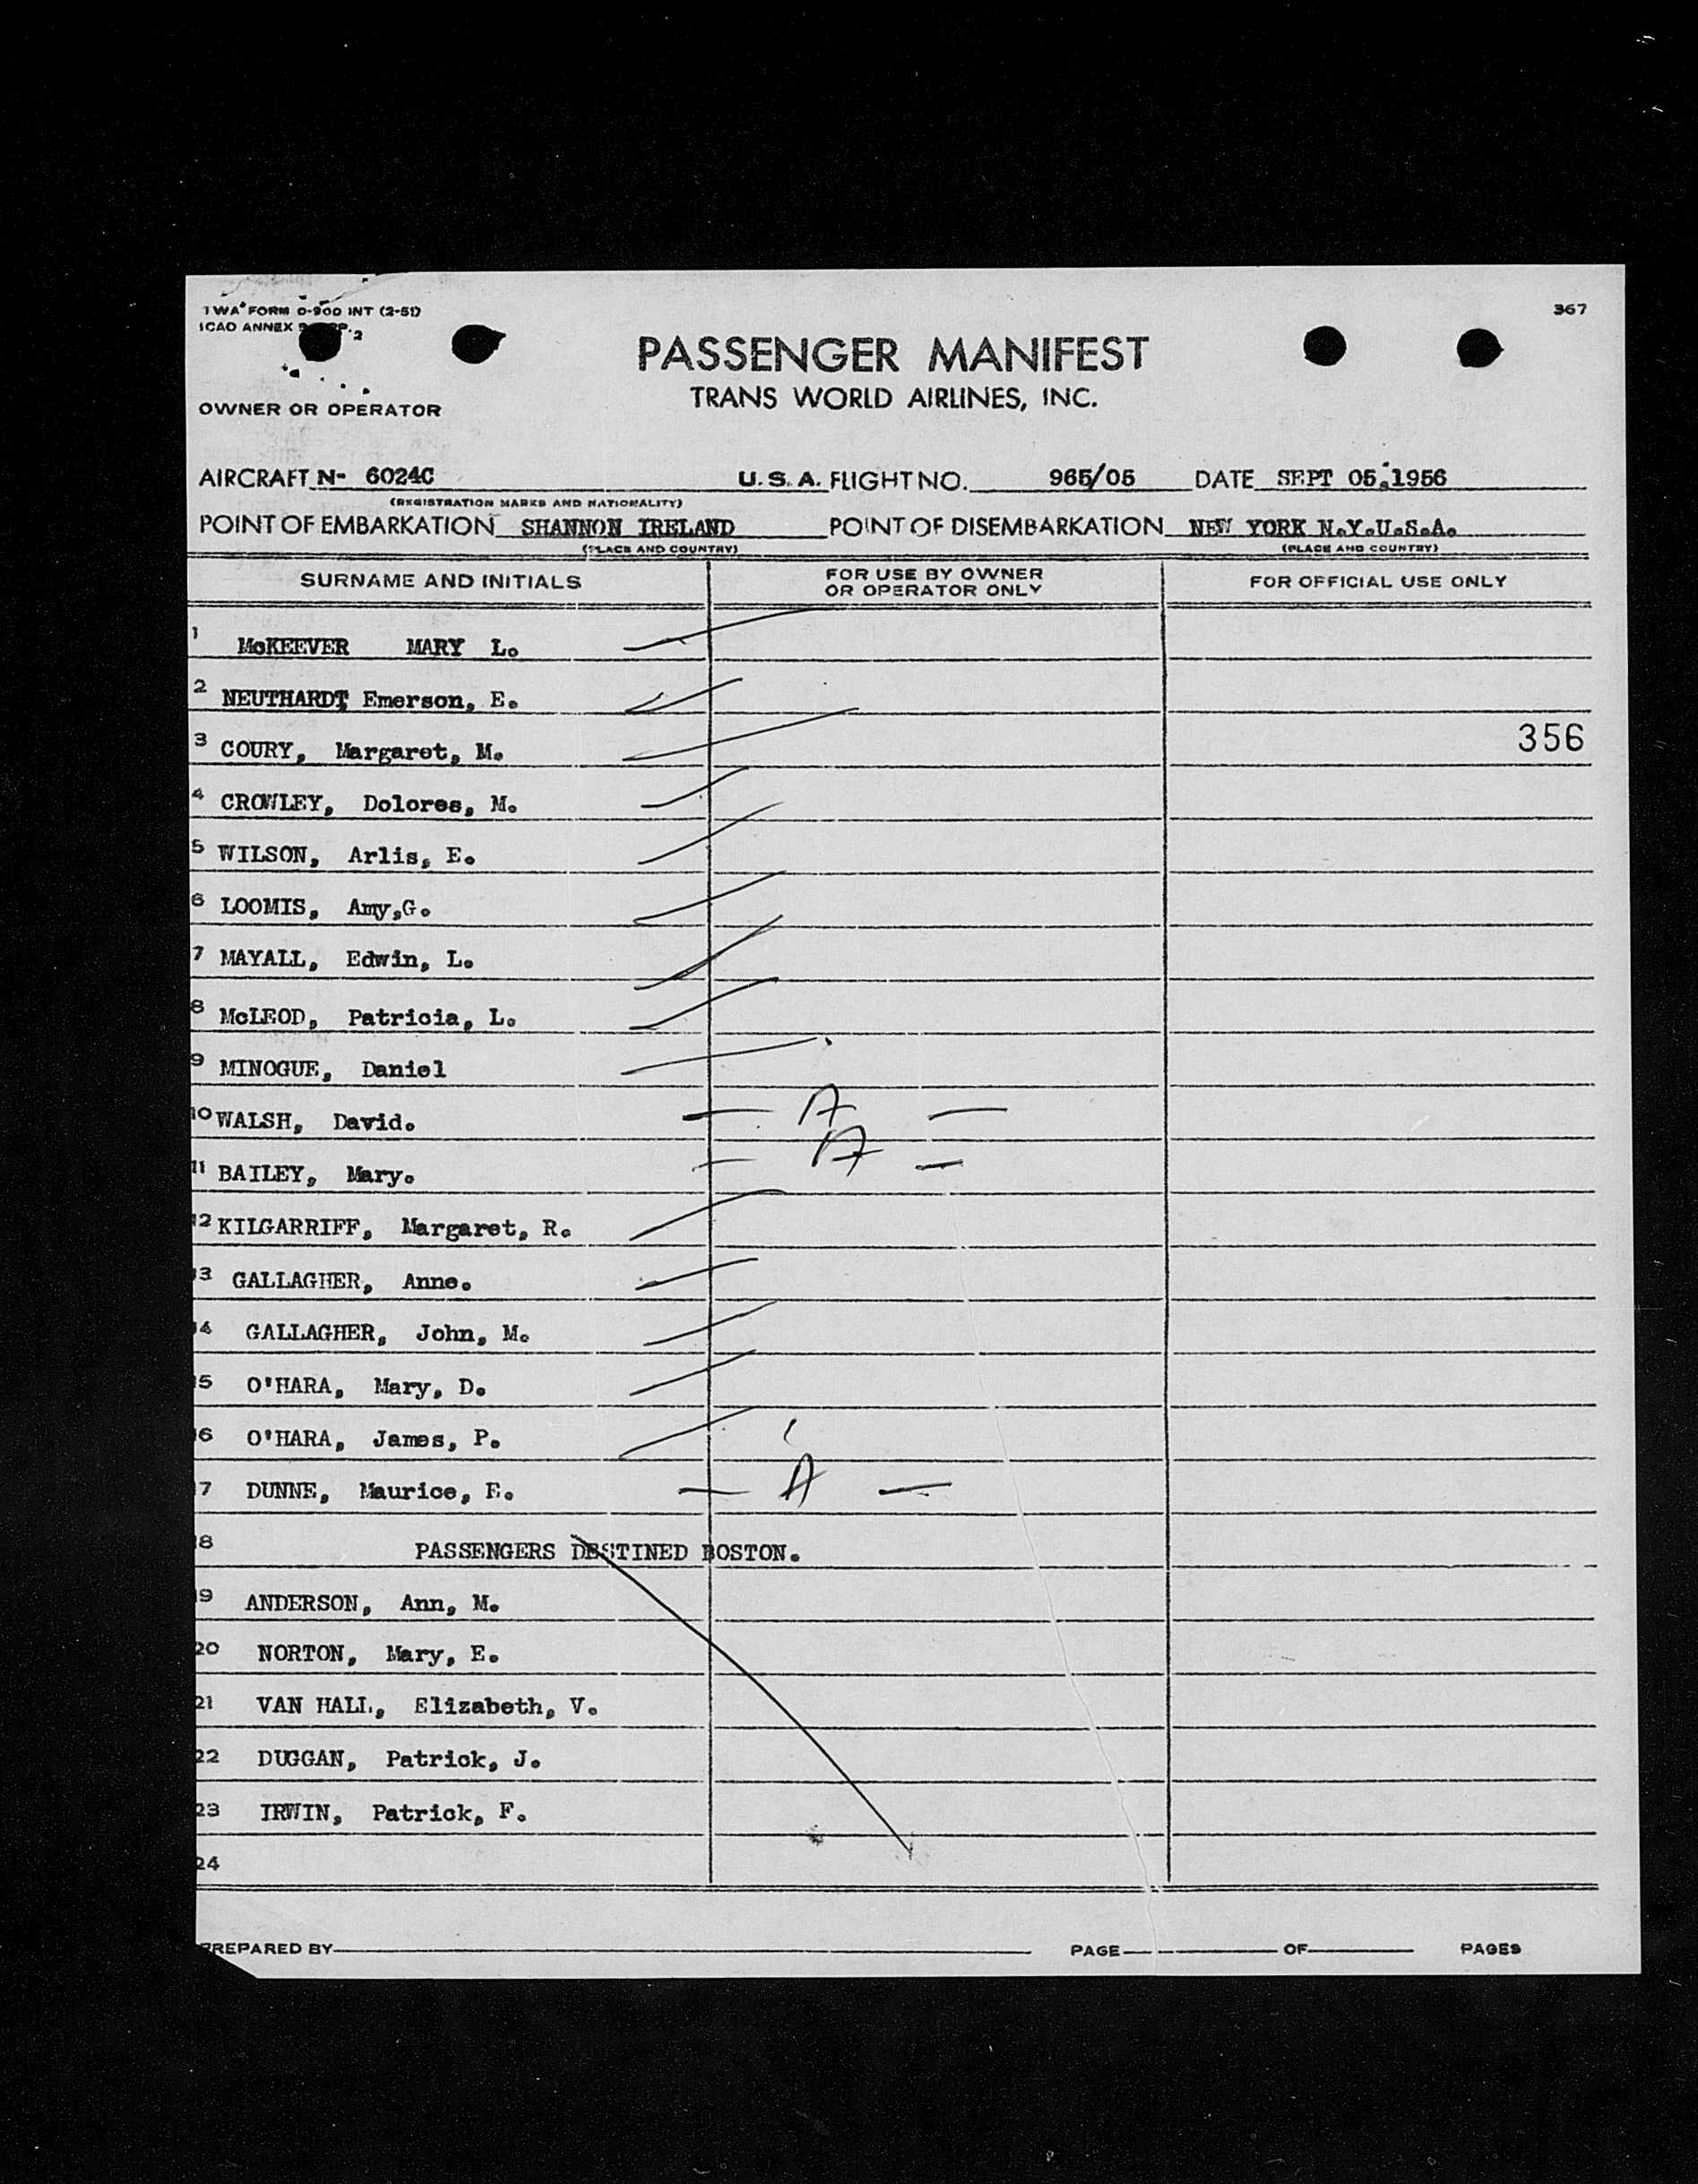 TWA FORM O-900 INT (2-51)
367
ICAO ANNEX 9 APP. 2
PASSENGER MANIFEST
TRANS WORLD AIRLINES, INC.
OWNER OR OPERATOR
AIRCRAFT N- 6024C U. S. A. FLIGHT NO. 965/05 DATE SEPT 05.1956
(REGISTRATION MARKS AND NATIONALITY)
POINT OF EMBARKATION SHANNON IRELAND POINT OF DISEMBARKATION NEW YORK N.Y.U.S.A.
(PLACE AND COUNTRY) (PLACE AND COUNTRY)
SURNAME AND INITIALS FOR USE BY OWNER OR OPERATOR ONLY FOR OFFICIAL USE ONLY
1 McKEEVER MARY L.
2 NEUTHARDT Emerson, E.
3 COURY, Margaret, M. 356
4 CROWLEY, Dolores, M.
5 WILSON, Arlis, E.
6 LOOMIS, Amy,G.
7 MAYALL, Edwin, L.
8 McLEOD, Patricia, L.
9 MINOGUE, Daniel
10 WALSH, David. — A —
11 BAILEY, Mary. — A —
12 KILGARRIFF, Margaret, R.
13 GALLAGHER, Anne.
14 GALLAGHER, John, M.
15 O'HARA, Mary, D.
16 O'HARA, James, P.
17 DUNNE, Maurice, E. — A —
18 PASSENGERS DESTINED BOSTON.
19 ANDERSON, Ann, M.
20 NORTON, Mary, E.
21 VAN HALL, Elizabeth, V.
22 DUGGAN, Patrick, J.
23 IRWIN, Patrick, F.
24
PREPARED BY PAGE OF PAGES